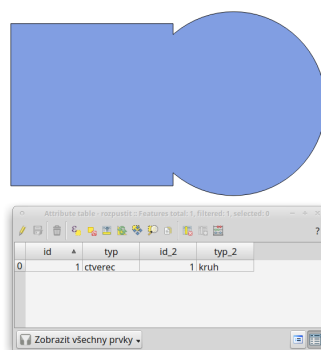 Attribute table - rozpustit :: Features total: 1, filtered: 1, selected: 0
id typ id_2 typ_2
0 1 ctverec 1 kruh
Zobrazit všechny prvky